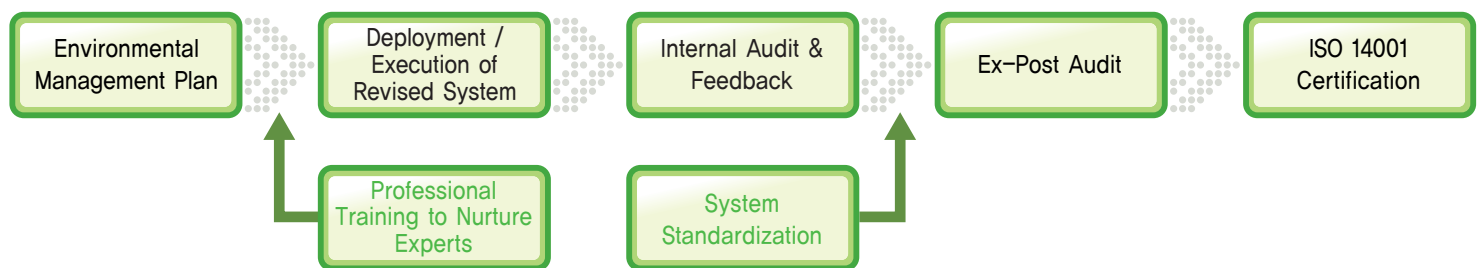 Environmental
Management Plan
Deployment /
Execution of
Revised System
Internal Audit &
Feedback
Ex-Post Audit
ISO 14001
Certification
Professional
Training to Nurture
Experts
System
Standardization